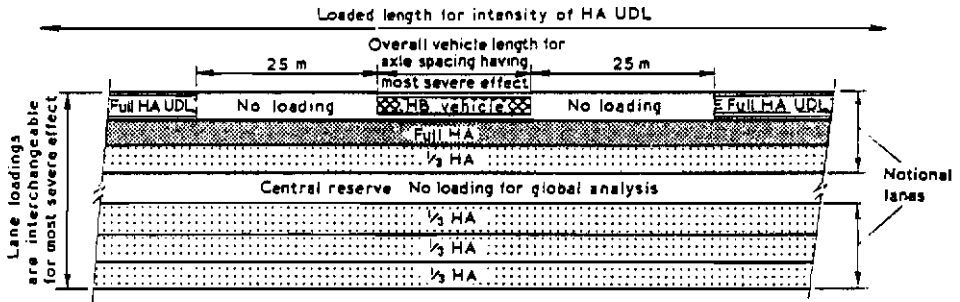 Loaded length for intensity of HA UDL
Overall vehicle length for
axle spacing having
most severe effect
25 m
25 m
Full HA UDL
No loading
HB vehicle
No loading
Full HA UDL
Full HA
1/3 HA
Central reserve No loading for global analysis
1/3 HA
1/3 HA
1/3 HA
Lane loadings
are interchangeable
for most severe effect
Notional
lanes